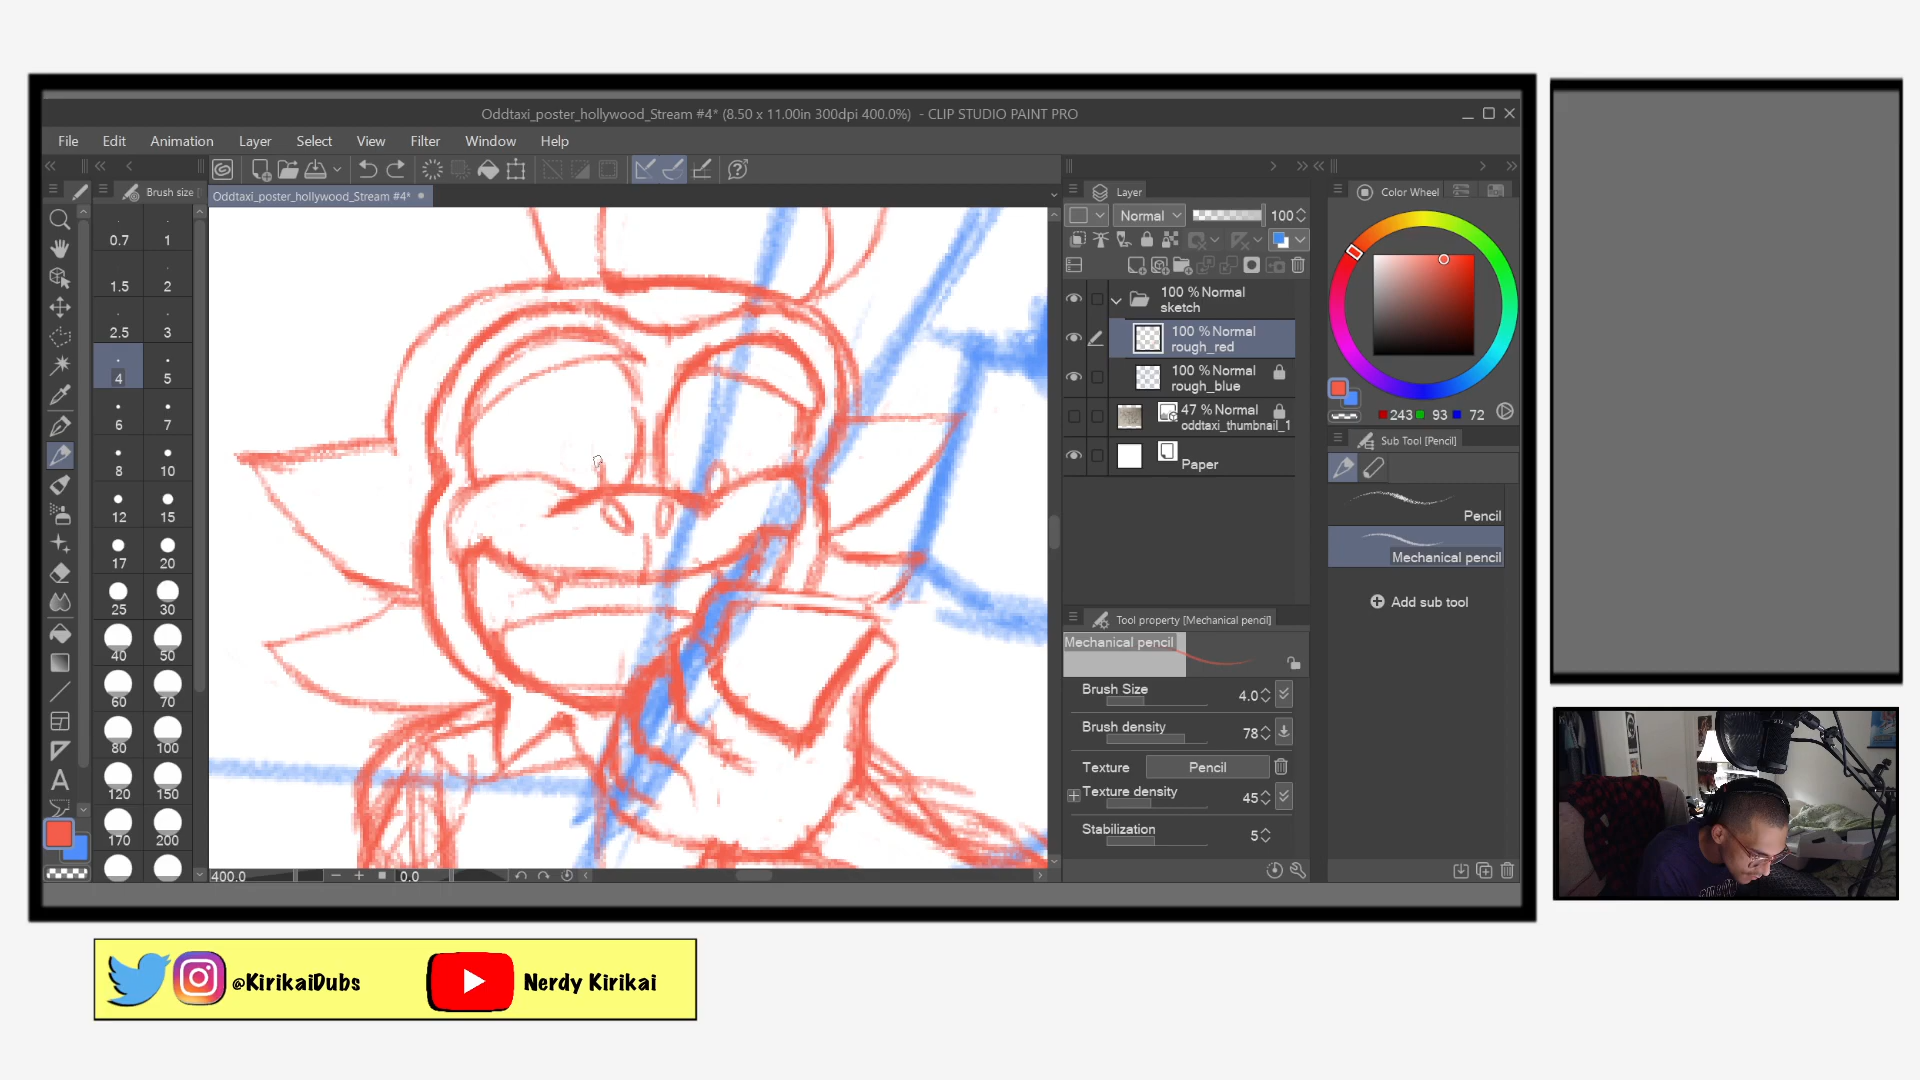 Oddtaxi_poster_hollywood_Stream #4* (8.50 x 11.00in 300dpi 400.0%) - CLIP STUDIO PAINT PRO
File Edit Animation Layer Select View Filter Window Help
Brush size
Oddtaxi_poster_hollywood_Stream #4*
0.7 1
1.5 2
2.5 3
4 5
6 7
8 10
12 15
17 20
25 30
40 50
60 70
80 100
120 150
170 200
400.0 0.0
Layer
Normal 100
100 % Normal
sketch
100 % Normal
rough_red
100 % Normal
rough_blue
47 % Normal
oddtaxi_thumbnail_1
Paper
Tool property [Mechanical pencil]
Mechanical pencil
Brush Size 4.0
Brush density 78
Texture Pencil
Texture density 45
Stabilization 5
Color Wheel
243 93 72
Sub Tool [Pencil]
Pencil
Mechanical pencil
Add sub tool
@KirikaiDubs Nerdy Kirikai